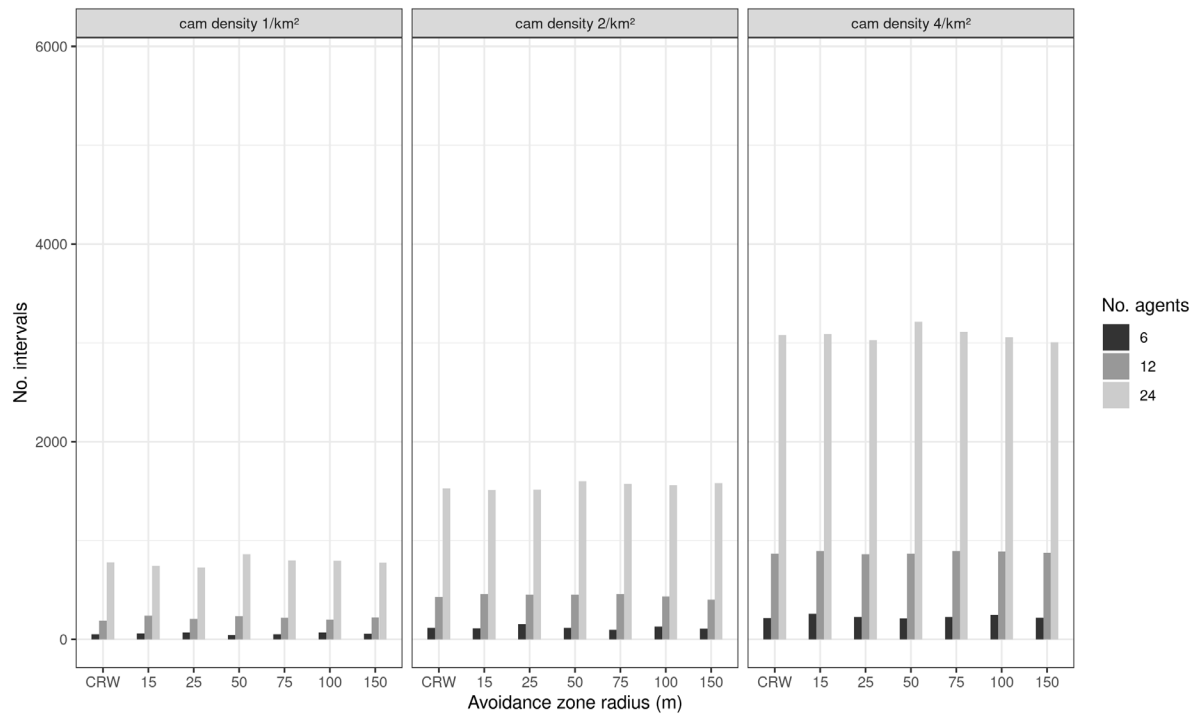 cam density 1/km²
cam density 2/km²
cam density 4/km²
6000
4000
2000
0
No. intervals
CRW 15 25 50 75 100 150
CRW 15 25 50 75 100 150
CRW 15 25 50 75 100 150
Avoidance zone radius (m)
No. agents
6
12
24